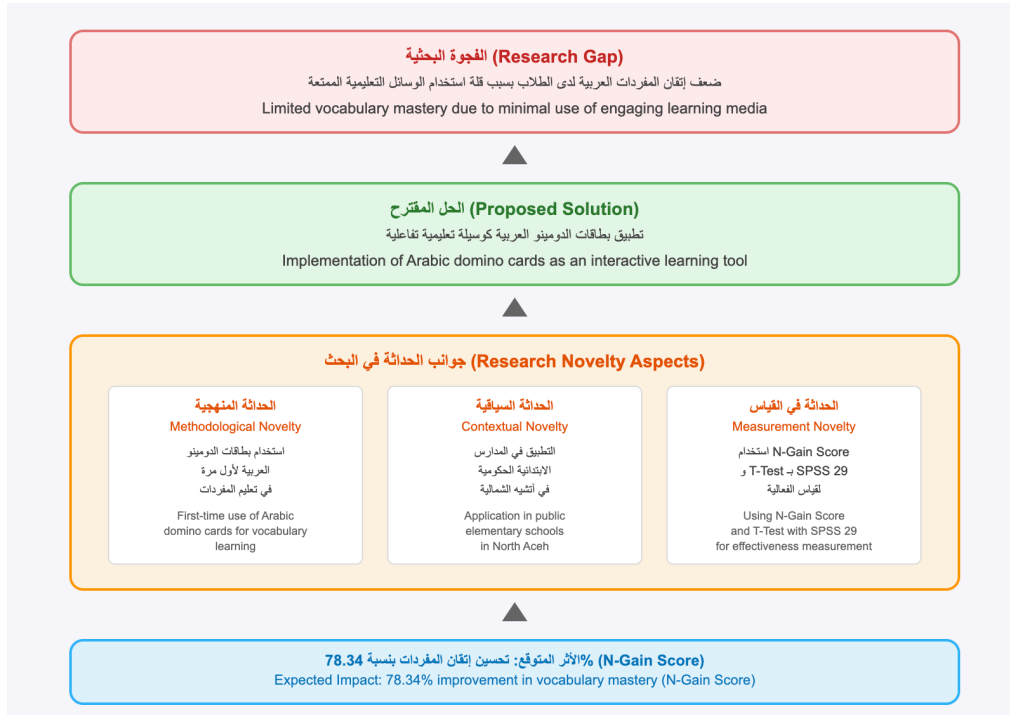 الفجوة البحثية (Research Gap)
ضعف إتقان المفردات العربية لدى الطلاب بسبب قلة استخدام الوسائل التعليمية الممتعة
Limited vocabulary mastery due to minimal use of engaging learning media
الحل المقترح (Proposed Solution)
تطبيق بطاقات الدومينو العربية كوسيلة تعليمية تفاعلية
Implementation of Arabic domino cards as an interactive learning tool
جوانب الحداثة في البحث (Research Novelty Aspects)
الحداثة المنهجية
Methodological Novelty
استخدام بطاقات الدومينو
العربية لأول مرة
في تعليم المفردات
First-time use of Arabic
domino cards for vocabulary
learning
الحداثة السياقية
Contextual Novelty
التطبيق في المدارس
الابتدائية الحكومية
في أتشيه الشمالية
Application in public
elementary schools
in North Aceh
الحداثة في القياس
Measurement Novelty
استخدام N-Gain Score
و T-Test بـ SPSS 29
لقياس الفعالية
Using N-Gain Score
and T-Test with SPSS 29
for effectiveness measurement
الأثر المتوقع: تحسين إتقان المفردات بنسبة 78.34% (N-Gain Score)
Expected Impact: 78.34% improvement in vocabulary mastery (N-Gain Score)